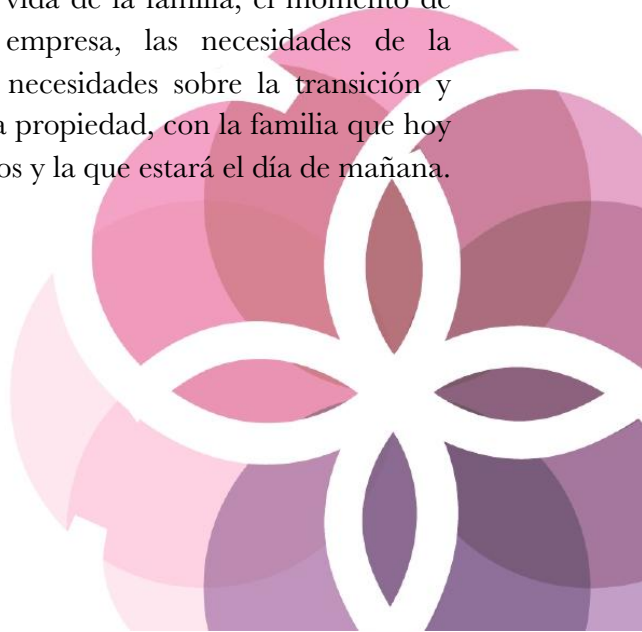 vida de la familia, el momento de
empresa, las necesidades de la
necesidades sobre la transición y
a propiedad, con la familia que hoy
os y la que estará el día de mañana.